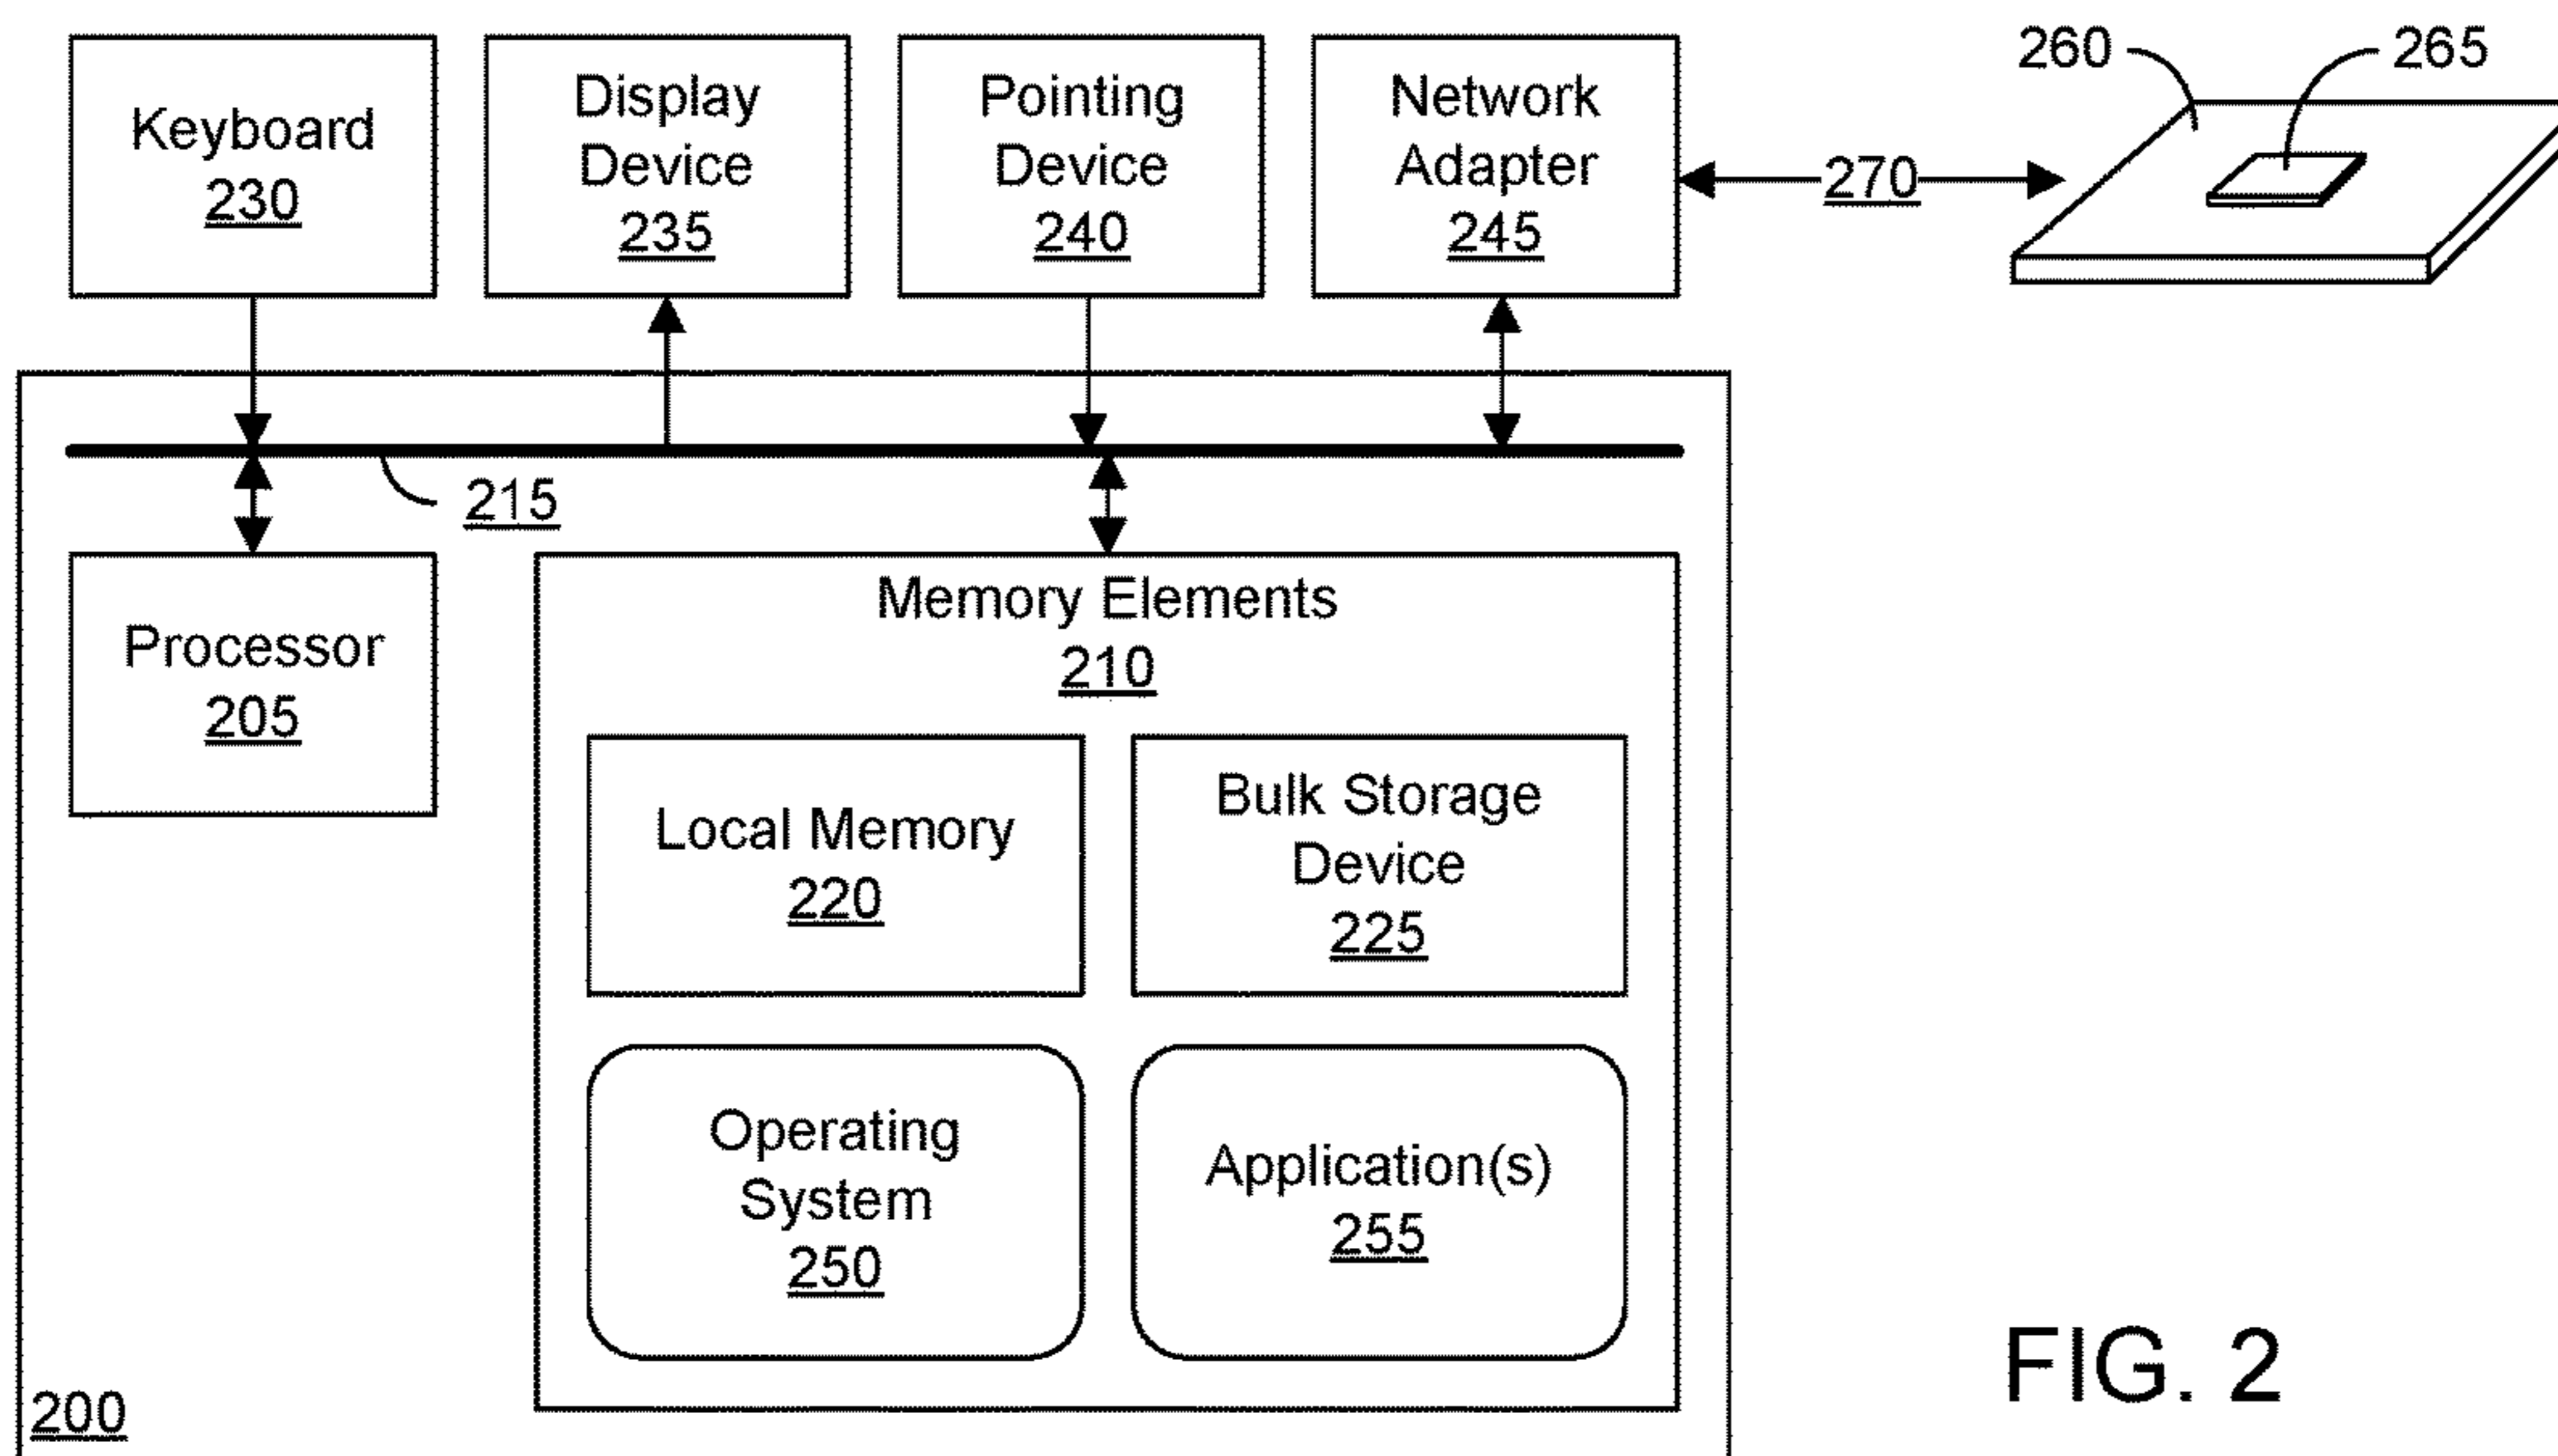 Keyboard
230
Display
Device
235
Pointing
Device
240
Network
Adapter
245
270
260
265
215
Processor
205
Memory Elements
210
Local Memory
220
Bulk Storage
Device
225
Operating
System
250
Application(s)
255
200
FIG. 2